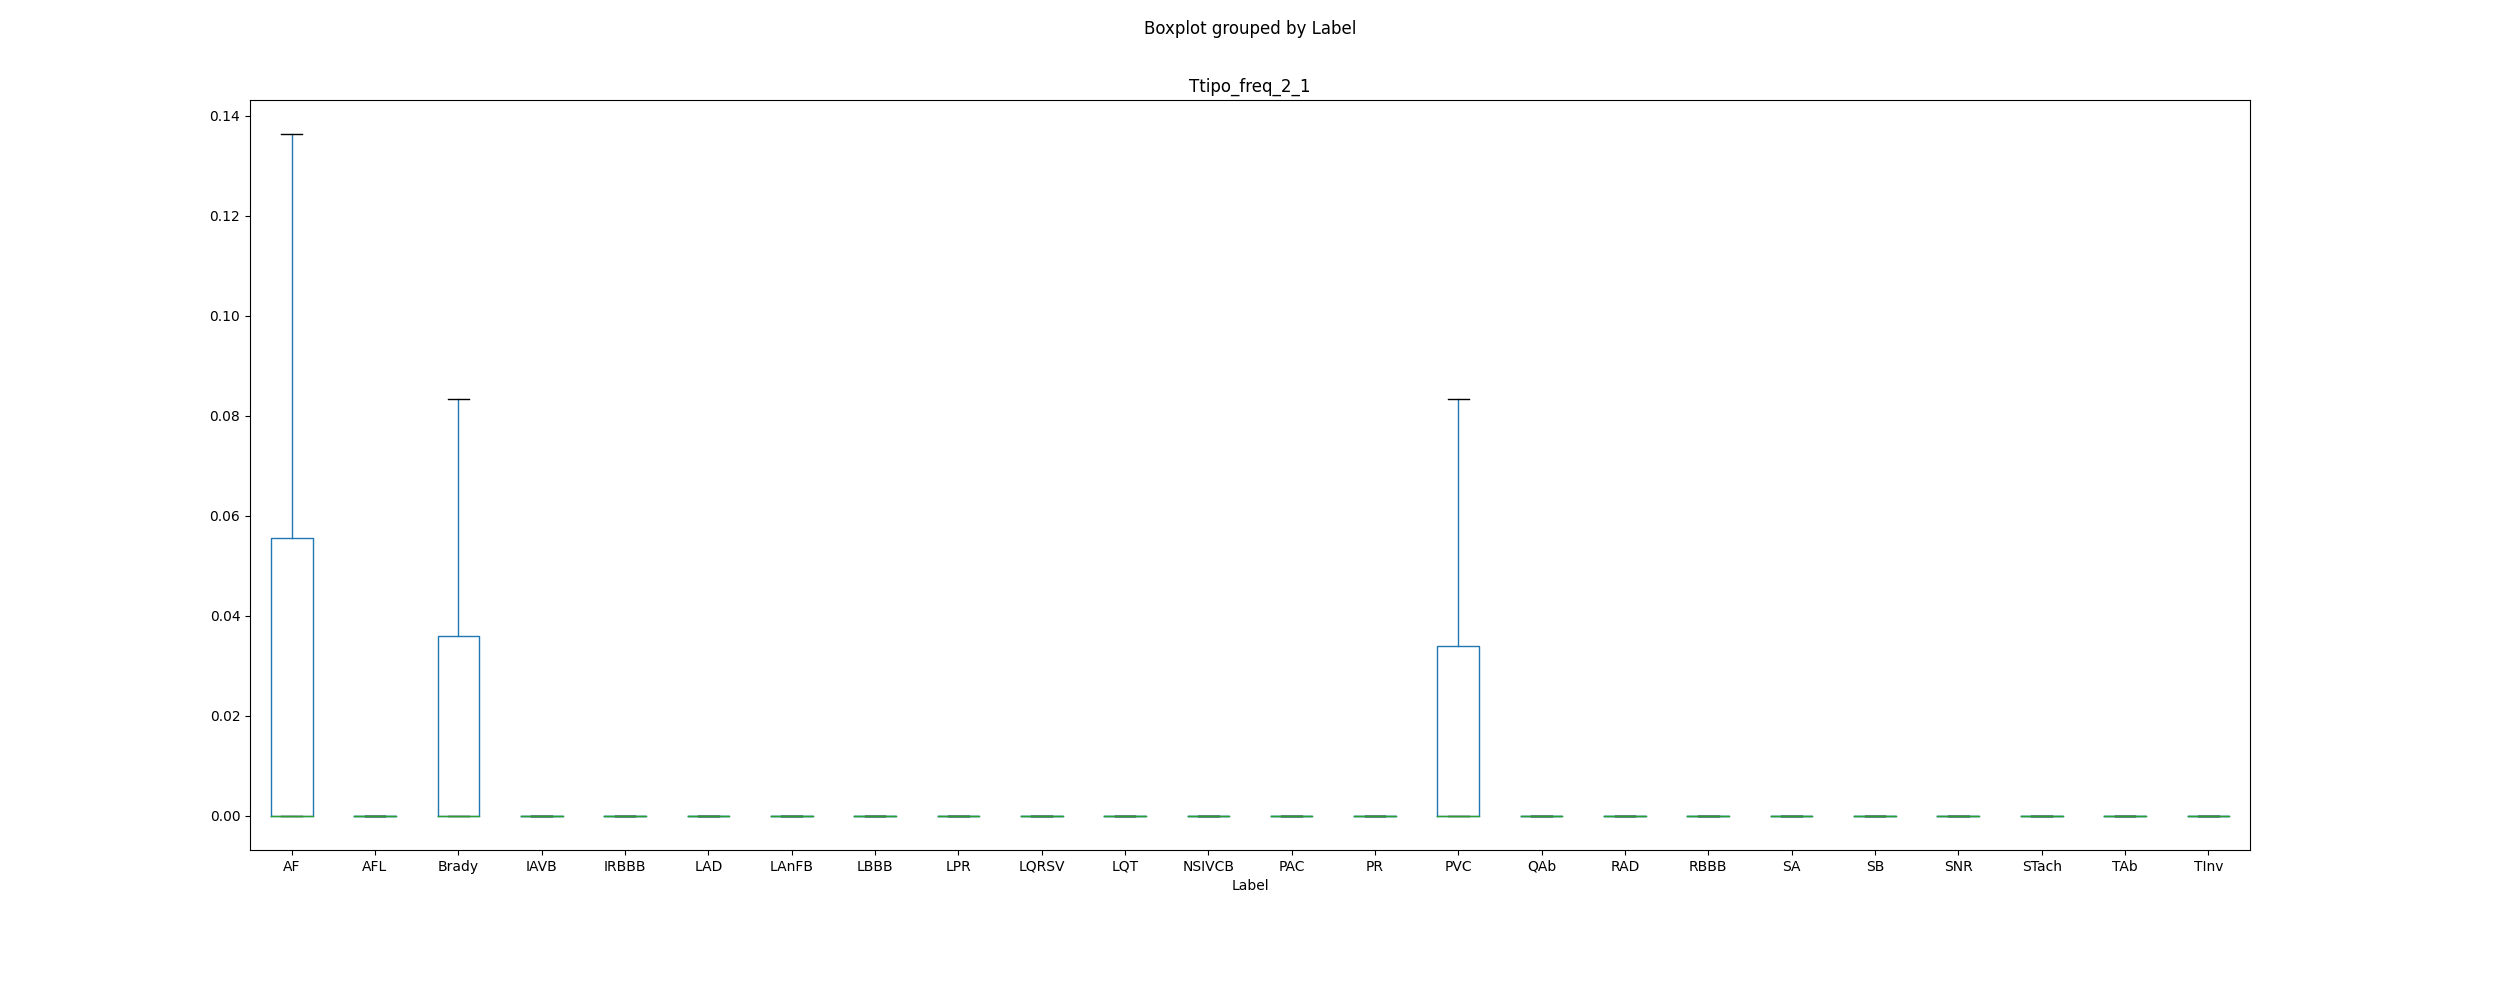 Boxplot grouped by Label
Ttipo_freq_2_1
0.14
0.12
0.10
0.08
0.06
0.04
0.02
0.00
AF AFL Brady IAVB IRBBB LAD LAnFB LBBB LPR LQRSV LQT NSIVCB PAC PR PVC QAb RAD RBBB SA SB SNR STach TAb TInv
Label